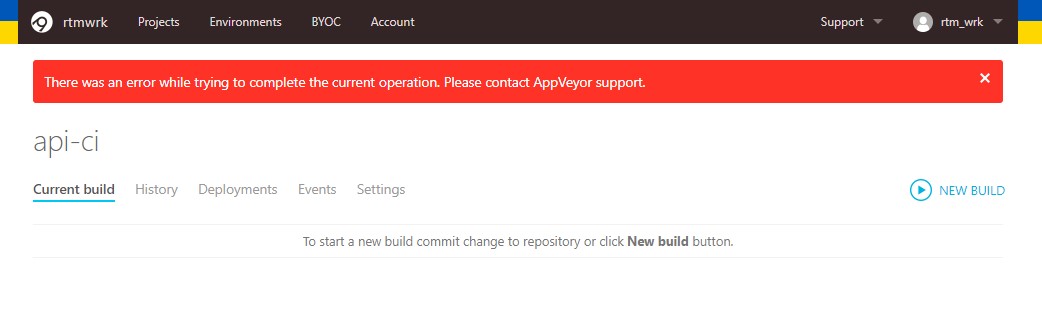 rtmwrk Projects Environments BYOC Account Support rtm_wrk
There was an error while trying to complete the current operation. Please contact AppVeyor support. ×
api-ci
Current build History Deployments Events Settings NEW BUILD
To start a new build commit change to repository or click New build button.